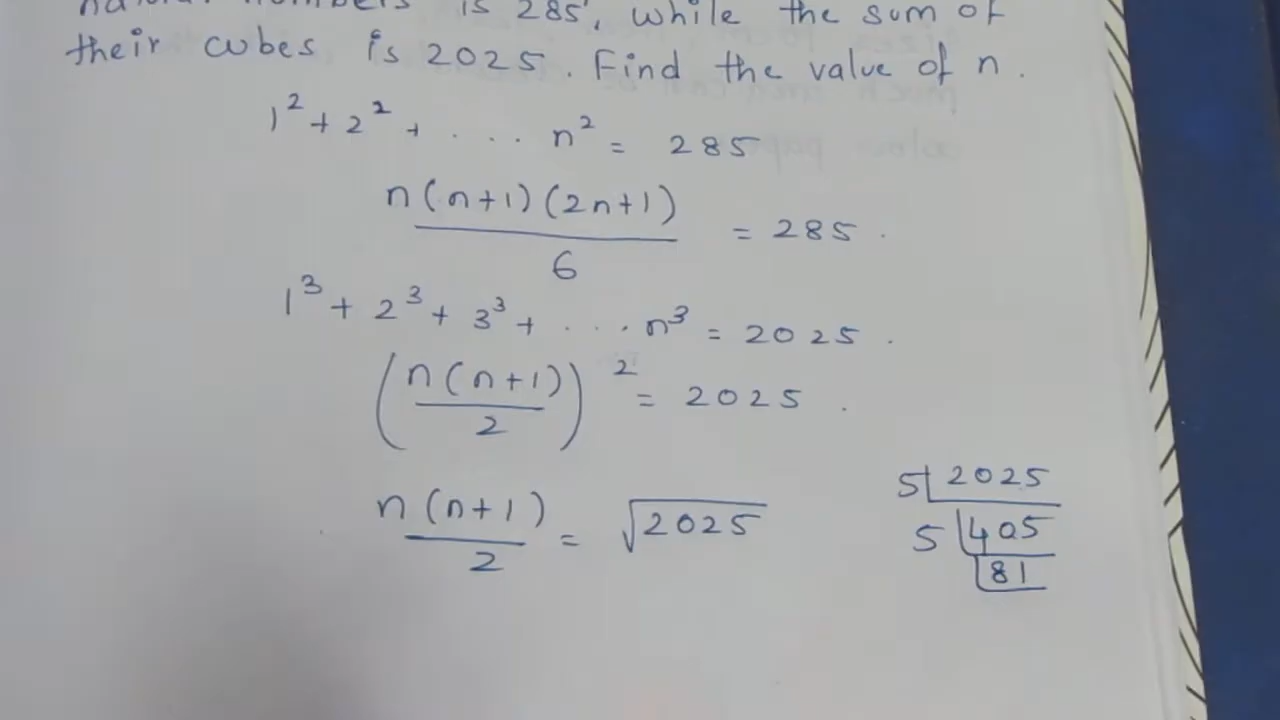 natural numbers is 285, while the sum of
their cubes is 2025. Find the value of n.
1² + 2² + . . . . n² = 285
n(n+1)(2n+1)
/6 = 285.
1³ + 2³ + 3³ + . . . . n³ = 2025.
(n(n+1)/2)² = 2025.
n(n+1)/2 = √2025
5 | 2025
5 | 405
81